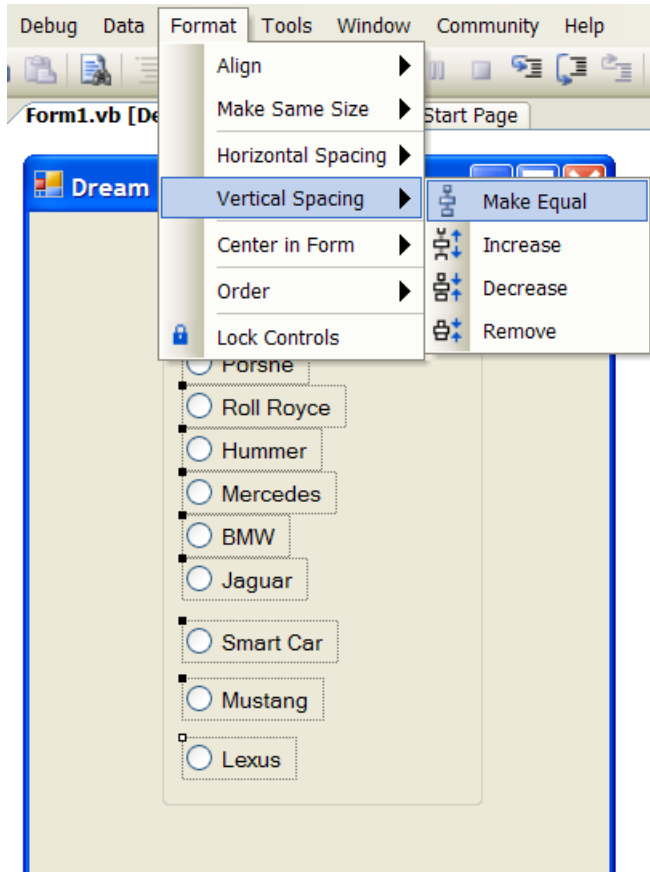 Debug Data Format Tools Window Community Help
Align
Form1.vb [De Make Same Size Start Page
Horizontal Spacing
Dream Vertical Spacing Make Equal
Center in Form Increase
Order Decrease
Lock Controls Remove
Porshe
Roll Royce
Hummer
Mercedes
BMW
Jaguar
Smart Car
Mustang
Lexus